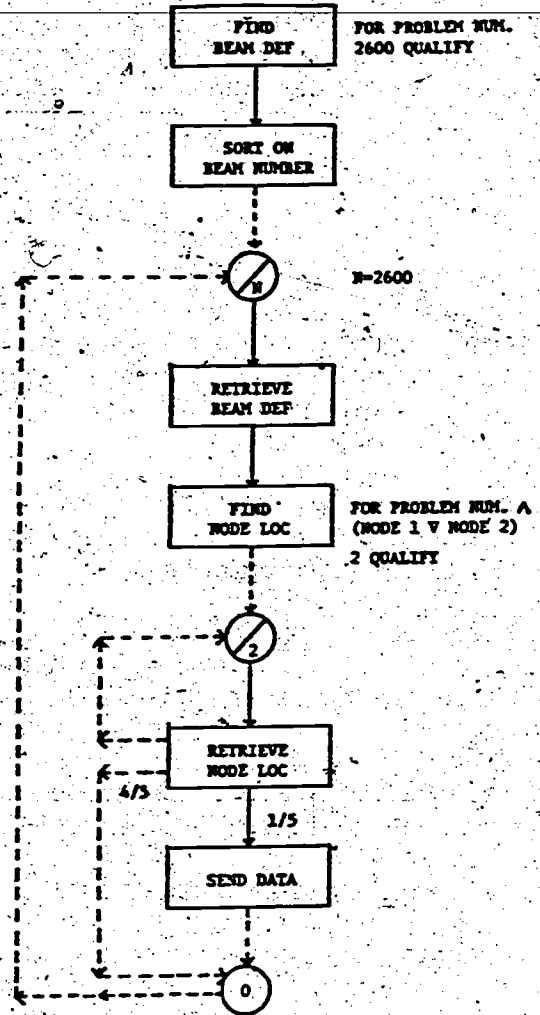 FIND
BEAM DEF
FOR PROBLEM NUM.
2600 QUALIFY
SORT ON
BEAM NUMBER
N
N=2600
RETRIEVE
BEAM DEF
FIND
NODE LOC
FOR PROBLEM NUM. ∧
(NODE 1 ∨ NODE 2)
2 QUALIFY
2
RETRIEVE
NODE LOC
4/5
1/5
SEND DATA
0